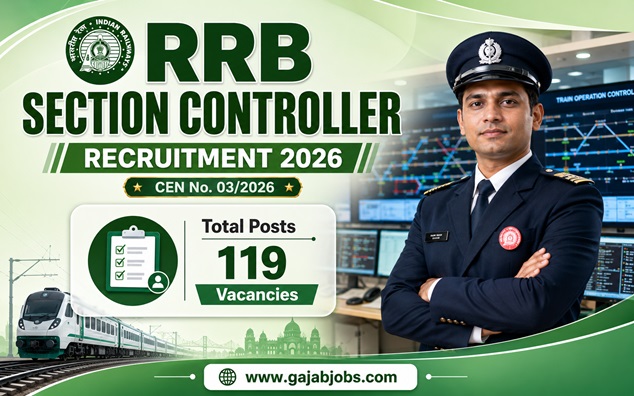 भारतीय रेल INDIAN RAILWAYS
RRB
SECTION CONTROLLER
RECRUITMENT 2026
★ CEN No. 03/2026 ★
Total Posts
119
Vacancies
TRAIN OPERATION CONTROL
www.gajabjobs.com